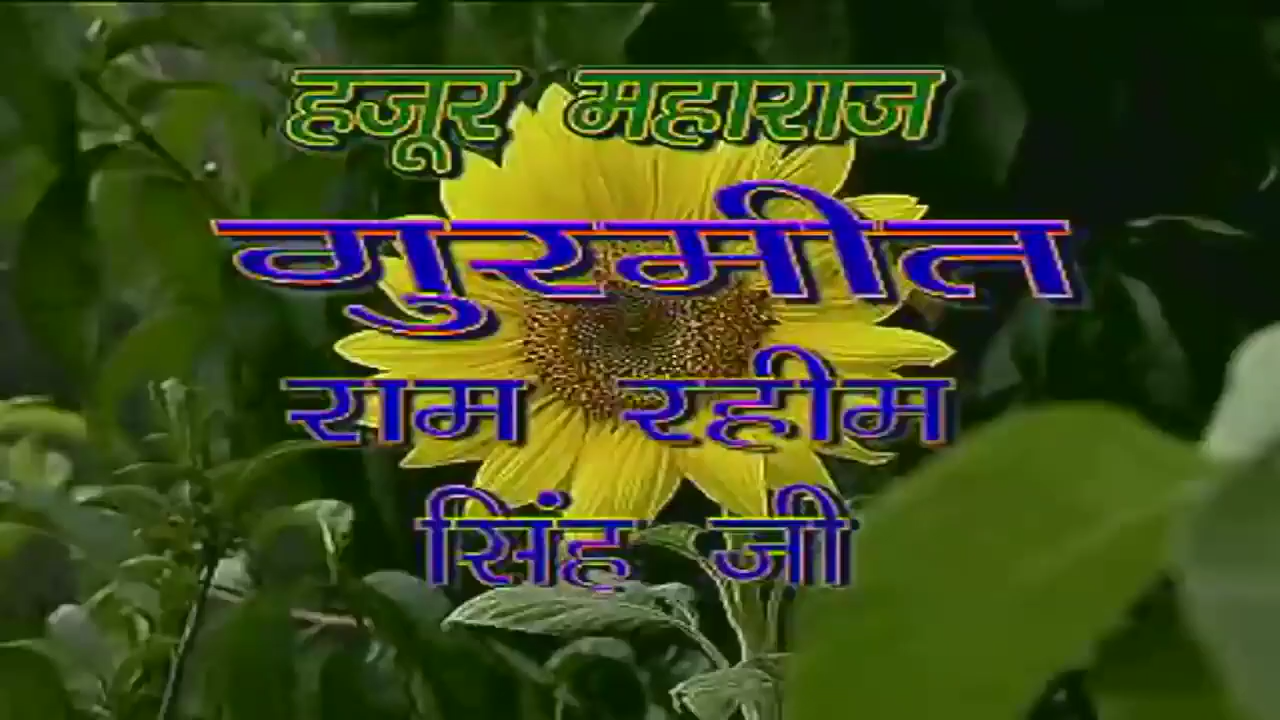 हजूर महाराज
गुरमीत
राम रहीम
सिंह जी